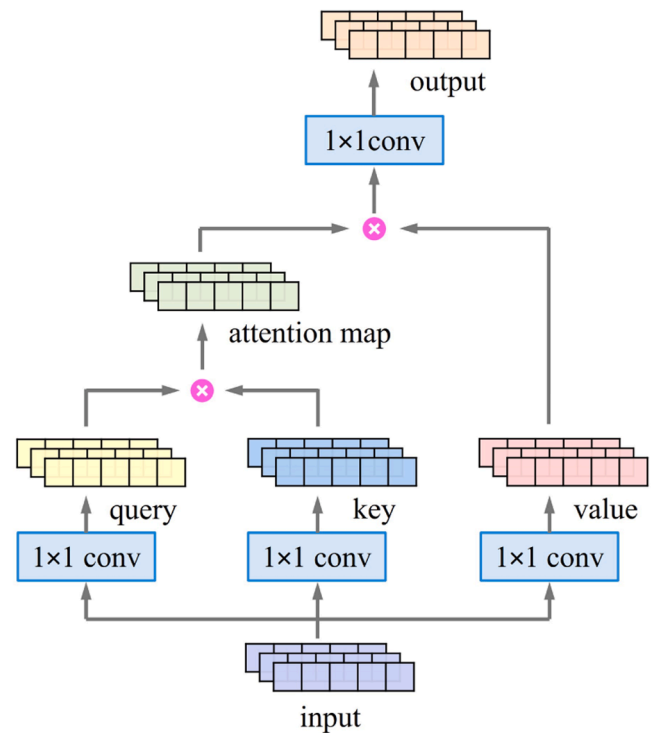 output
1×1conv
attention map
query
key
value
1×1 conv
1×1 conv
1×1 conv
input